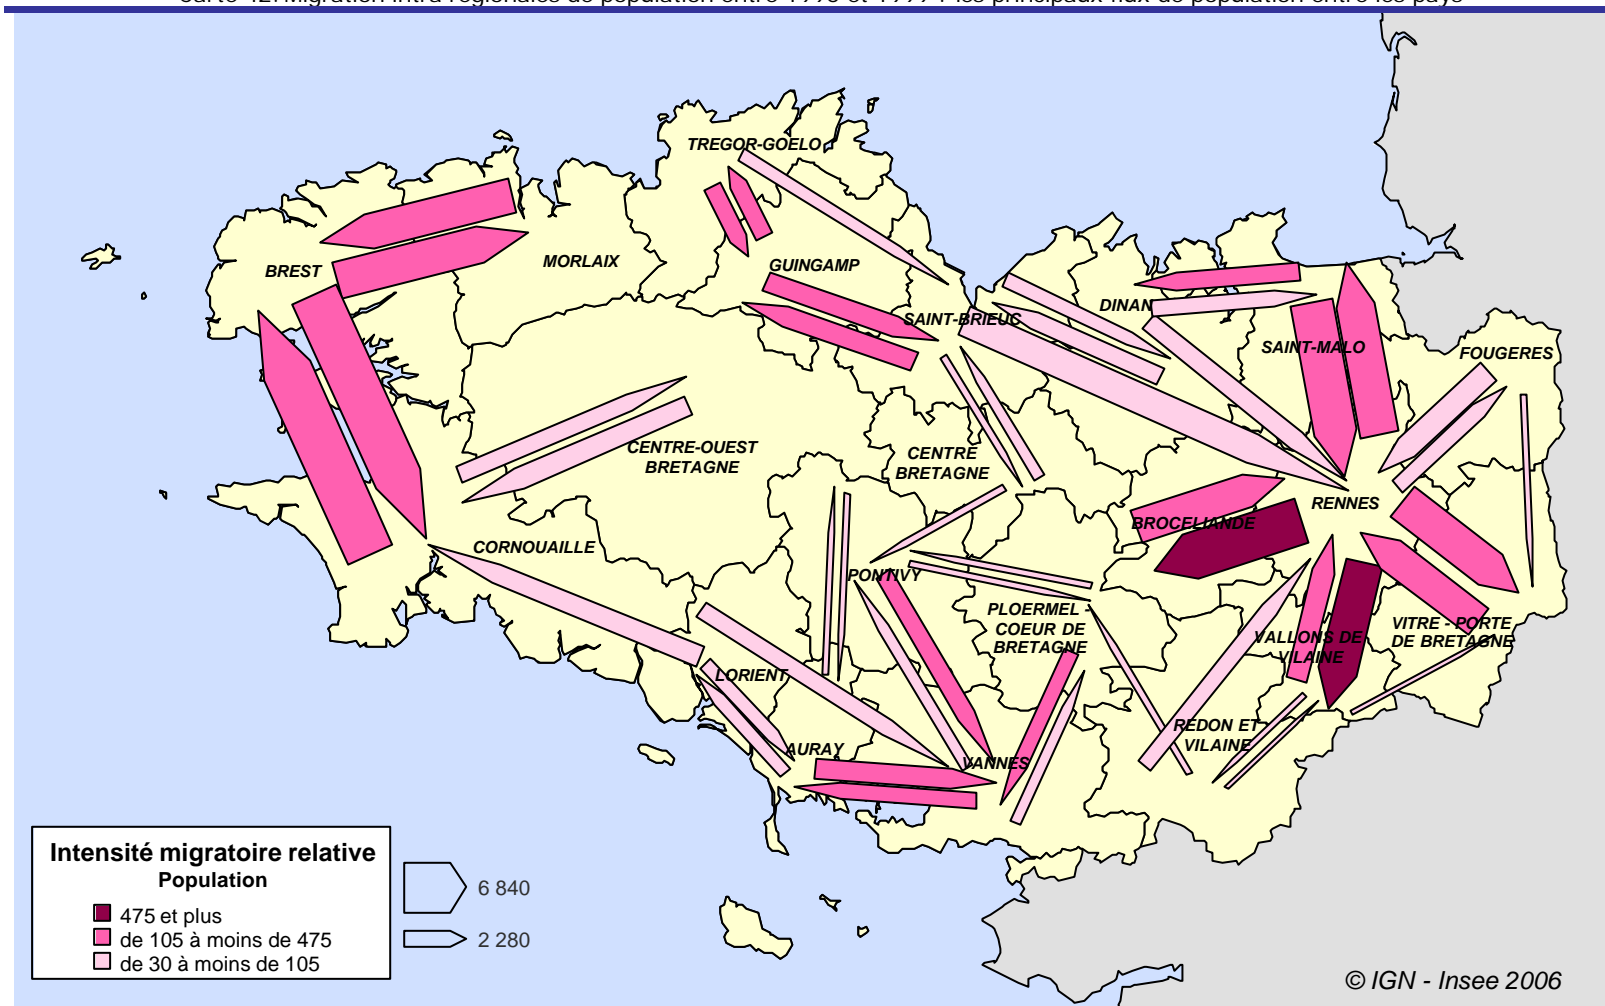 TREGOR-GOELO
BREST
MORLAIX
GUINGAMP
SAINT-BRIEUC
DINAN
SAINT-MALO
FOUGERES
CENTRE-OUEST
BRETAGNE
CENTRE
BRETAGNE
RENNES
BROCELIANDE
CORNOUAILLE
PONTIVY
PLOERMEL -
COEUR DE
BRETAGNE
VALLONS DE
VILAINE
VITRE - PORTE
DE BRETAGNE
LORIENT
REDON ET
VILAINE
AURAY
VANNES
Intensité migratoire relative
Population
475 et plus
de 105 à moins de 475
de 30 à moins de 105
6 840
2 280
© IGN - Insee 2006